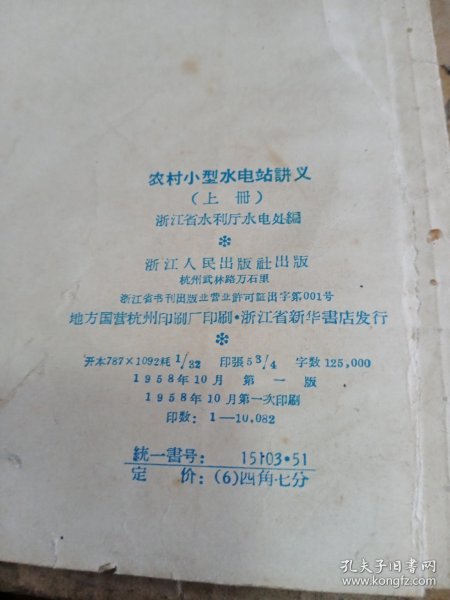 农村小型水电站講义
（上冊）
浙江省水利厅水电处編
浙江人民出版社出版
杭州武林路万石里
浙江省书刊出版业营业許可証出字第001号
地方国营杭州印刷厂印刷·浙江省新华書店发行
开本787×1092耗 1/32 印張5 3/4 字数125,000
1958年10月 第一版
1958年10月第一次印刷
印数：1—10,082
統一書号：15103·51
定价：(6)四角七分
孔夫子旧书网
www.kongfz.com